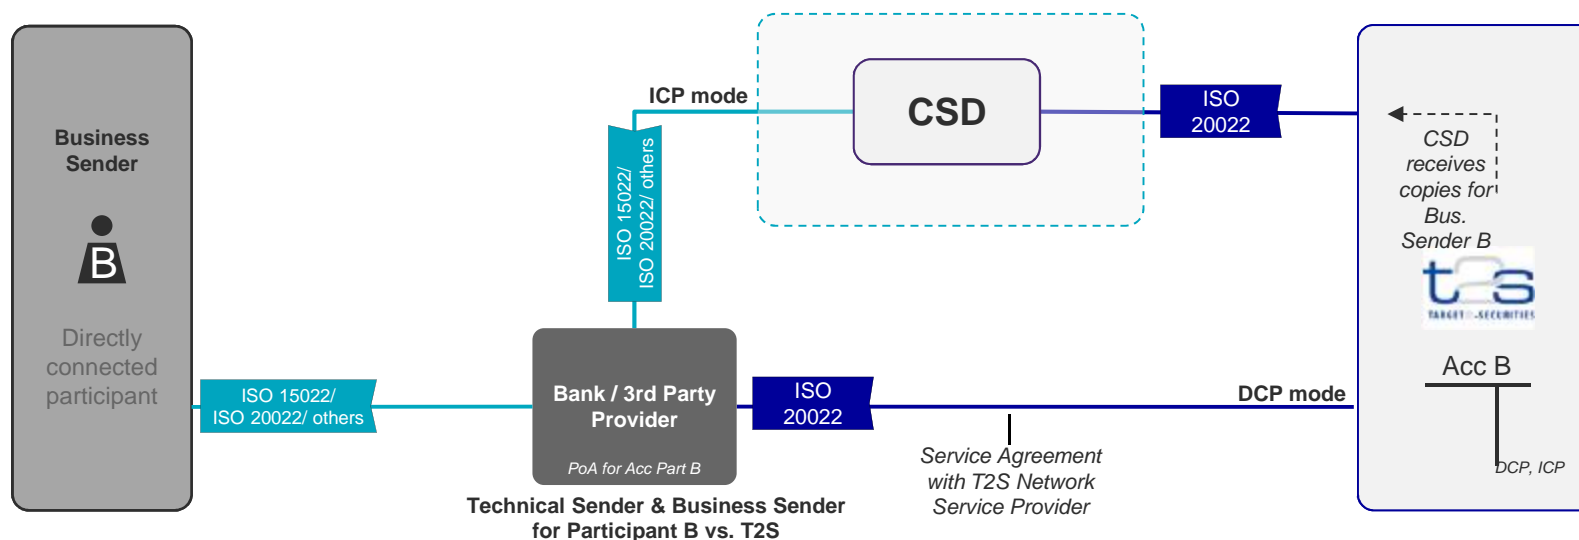 Business
Sender
B
Directly
connected
participant
ISO 15022/
ISO 20022/ others
ICP mode
ISO 15022/
ISO 20022/ others
CSD
ISO
20022
Bank / 3rd Party
Provider
PoA for Acc Part B
Technical Sender & Business Sender
for Participant B vs. T2S
ISO
20022
Service Agreement
with T2S Network
Service Provider
DCP mode
CSD
receives
copies for
Bus.
Sender B
t2s
TARGET2-SECURITIES
Acc B
DCP, ICP